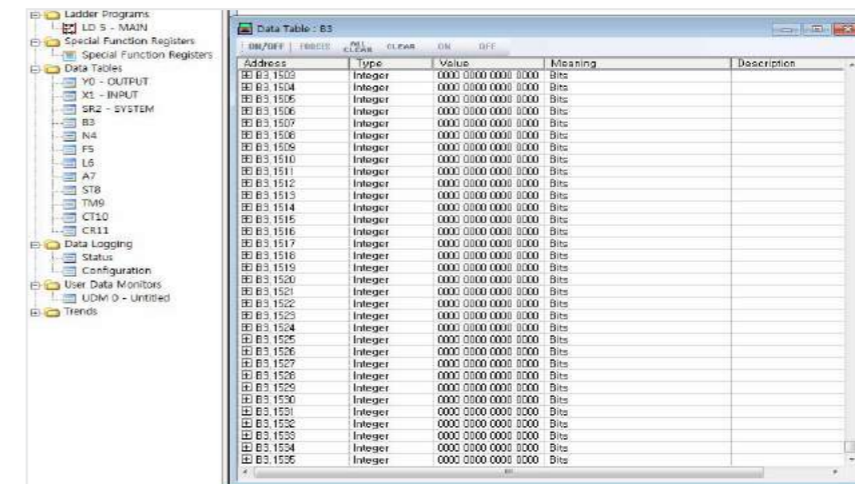 Ladder Programs
LD 5 - MAIN
Special Function Registers
Special Function Registers
Data Tables
Y0 - OUTPUT
X1 - INPUT
SR2 - SYSTEM
B3
N4
F5
L6
A7
ST8
TM9
CT10
CR11
Data Logging
Status
Configuration
User Data Monitors
UDM 0 - Untitled
Trends
Data Table : B3
ON/OFF FORCES ALL CLEAR CLEAR ON OFF
Address Type Value Meaning Description
B3.1503 Integer 0000 0000 0000 0000 Bits
B3.1504 Integer 0000 0000 0000 0000 Bits
B3.1505 Integer 0000 0000 0000 0000 Bits
B3.1506 Integer 0000 0000 0000 0000 Bits
B3.1507 Integer 0000 0000 0000 0000 Bits
B3.1508 Integer 0000 0000 0000 0000 Bits
B3.1509 Integer 0000 0000 0000 0000 Bits
B3.1510 Integer 0000 0000 0000 0000 Bits
B3.1511 Integer 0000 0000 0000 0000 Bits
B3.1512 Integer 0000 0000 0000 0000 Bits
B3.1513 Integer 0000 0000 0000 0000 Bits
B3.1514 Integer 0000 0000 0000 0000 Bits
B3.1515 Integer 0000 0000 0000 0000 Bits
B3.1516 Integer 0000 0000 0000 0000 Bits
B3.1517 Integer 0000 0000 0000 0000 Bits
B3.1518 Integer 0000 0000 0000 0000 Bits
B3.1519 Integer 0000 0000 0000 0000 Bits
B3.1520 Integer 0000 0000 0000 0000 Bits
B3.1521 Integer 0000 0000 0000 0000 Bits
B3.1522 Integer 0000 0000 0000 0000 Bits
B3.1523 Integer 0000 0000 0000 0000 Bits
B3.1524 Integer 0000 0000 0000 0000 Bits
B3.1525 Integer 0000 0000 0000 0000 Bits
B3.1526 Integer 0000 0000 0000 0000 Bits
B3.1527 Integer 0000 0000 0000 0000 Bits
B3.1528 Integer 0000 0000 0000 0000 Bits
B3.1529 Integer 0000 0000 0000 0000 Bits
B3.1530 Integer 0000 0000 0000 0000 Bits
B3.1531 Integer 0000 0000 0000 0000 Bits
B3.1532 Integer 0000 0000 0000 0000 Bits
B3.1533 Integer 0000 0000 0000 0000 Bits
B3.1534 Integer 0000 0000 0000 0000 Bits
B3.1535 Integer 0000 0000 0000 0000 Bits